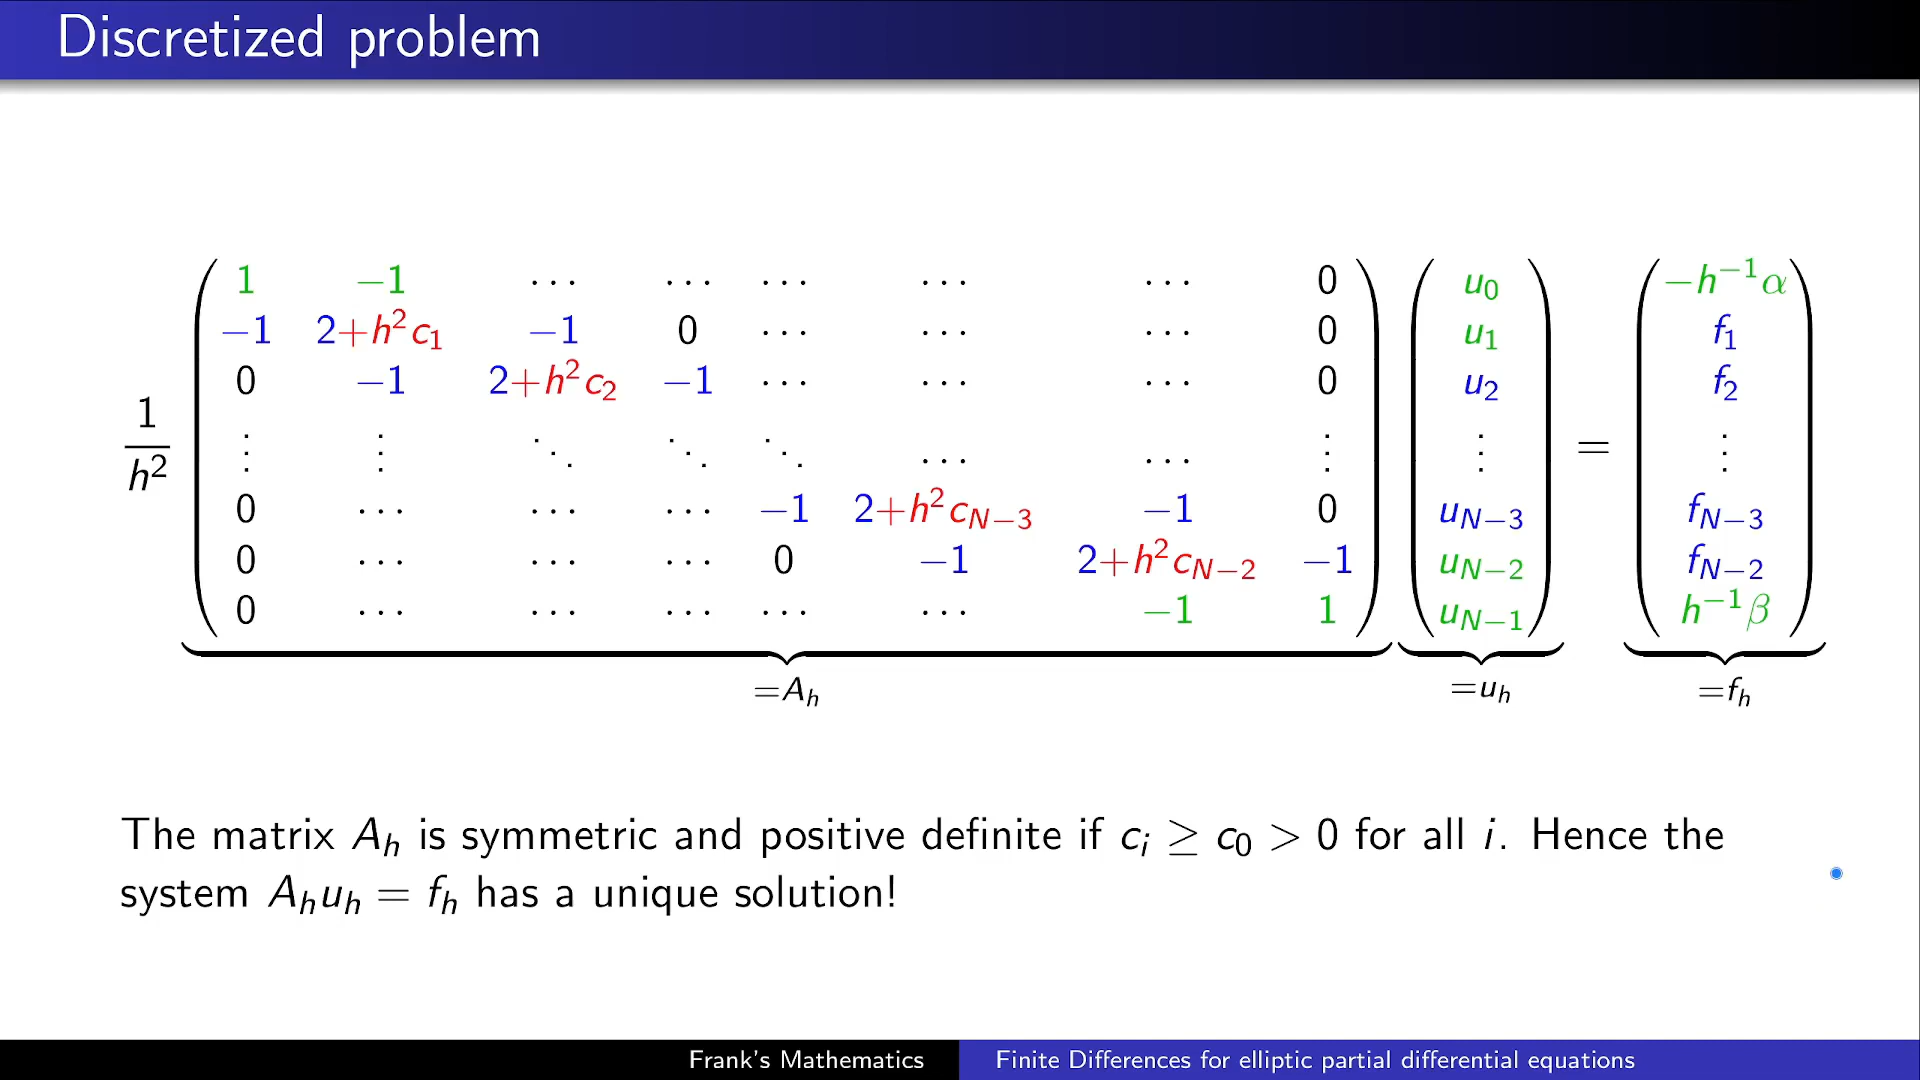 Discretized problem
1 −1 ⋯ ⋯ ⋯ ⋯ ⋯ 0 u₀ −h⁻¹α
−1 2+h²c₁ −1 0 ⋯ ⋯ ⋯ 0 u₁ f₁
0 −1 2+h²c₂ −1 ⋯ ⋯ ⋯ 0 u₂ f₂
1/h² ⋮ ⋮ ⋱ ⋱ ⋱ ⋯ ⋯ ⋮ ⋮ = ⋮
0 ⋯ ⋯ ⋯ −1 2+h²c_{N−3} −1 0 u_{N−3} f_{N−3}
0 ⋯ ⋯ ⋯ 0 −1 2+h²c_{N−2} −1 u_{N−2} f_{N−2}
0 ⋯ ⋯ ⋯ ⋯ ⋯ −1 1 u_{N−1} h⁻¹β
=A_h =u_h =f_h
The matrix A_h is symmetric and positive definite if c_i ≥ c₀ > 0 for all i. Hence the
system A_h u_h = f_h has a unique solution!
Frank's Mathematics Finite Differences for elliptic partial differential equations